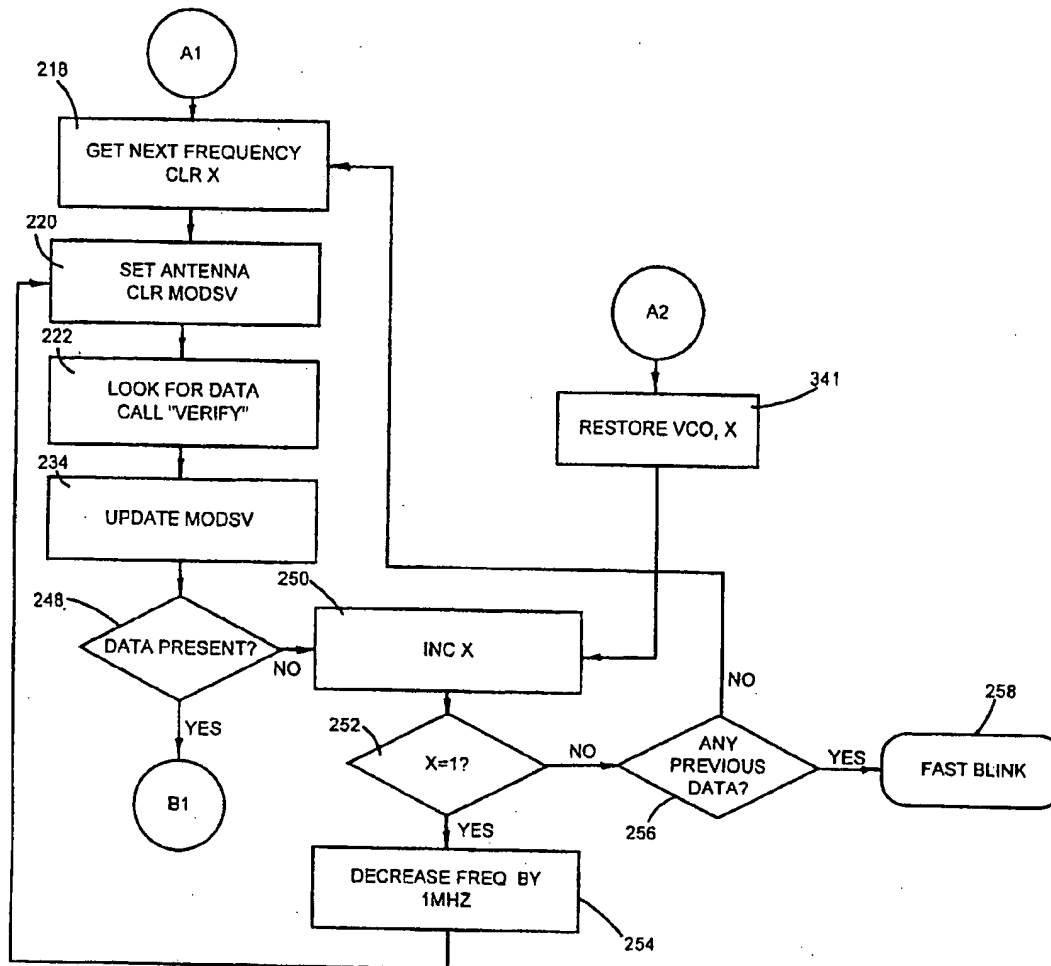 A1
218
GET NEXT FREQUENCY
CLR X
220
SET ANTENNA
CLR MODSV
A2
222
LOOK FOR DATA
CALL "VERIFY"
341
RESTORE VCO, X
234
UPDATE MODSV
248
DATA PRESENT?
NO
YES
B1
250
INC X
252
X=1?
NO
YES
NO
ANY
PREVIOUS
DATA?
256
YES
258
FAST BLINK
DECREASE FREQ BY
1MHZ
254